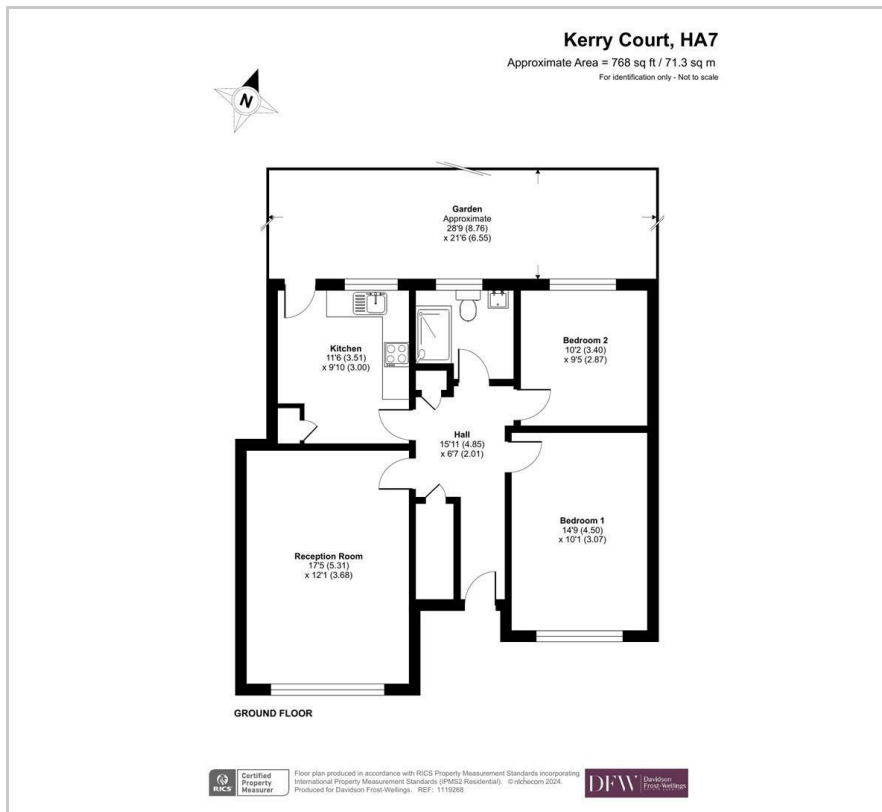 Kerry Court, HA7
Approximate Area = 768 sq ft / 71.3 sq m
For identification only - Not to scale
N
Garden
Approximate
28'9 (8.76)
x 21'6 (6.55)
Kitchen
11'6 (3.51)
x 9'10 (3.00)
Bedroom 2
10'2 (3.40)
x 9'5 (2.87)
Hall
15'11 (4.85)
x 6'7 (2.01)
Bedroom 1
14'9 (4.50)
x 10'1 (3.07)
Reception Room
17'5 (5.31)
x 12'1 (3.68)
GROUND FLOOR
RICS
Certified
Property
Measurer
Floor plan produced in accordance with RICS Property Measurement Standards incorporating
International Property Measurement Standards (IPMS2 Residential). © nichecom 2024.
Produced for Davidson Frost-Wellings. REF: 1119268
DFW
Davidson
Frost-Wellings